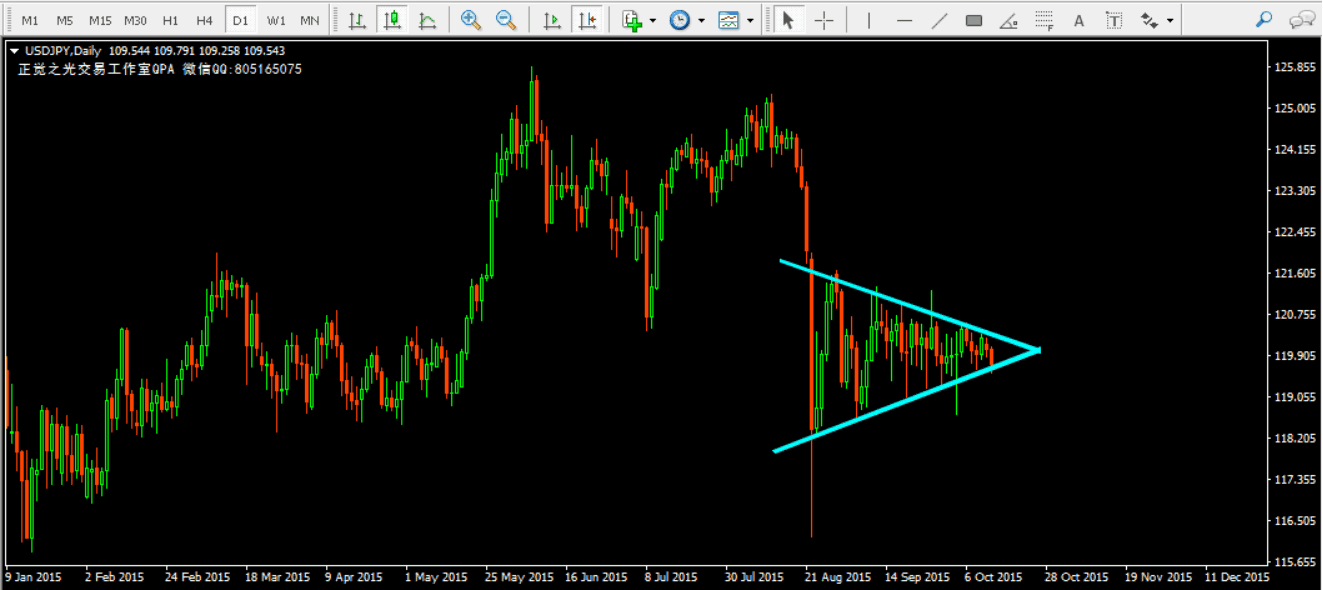 M1 M5 M15 M30 H1 H4 D1 W1 MN
F A T
USDJPY,Daily 109.544 109.791 109.258 109.543
正觉之光交易工作室QPA 微信QQ:805165075
125.855
125.005
124.155
123.305
122.455
121.605
120.755
119.905
119.055
118.205
117.355
116.505
115.655
9 Jan 2015 2 Feb 2015 24 Feb 2015 18 Mar 2015 9 Apr 2015 1 May 2015 25 May 2015 16 Jun 2015 8 Jul 2015 30 Jul 2015 21 Aug 2015 14 Sep 2015 6 Oct 2015 28 Oct 2015 19 Nov 2015 11 Dec 2015